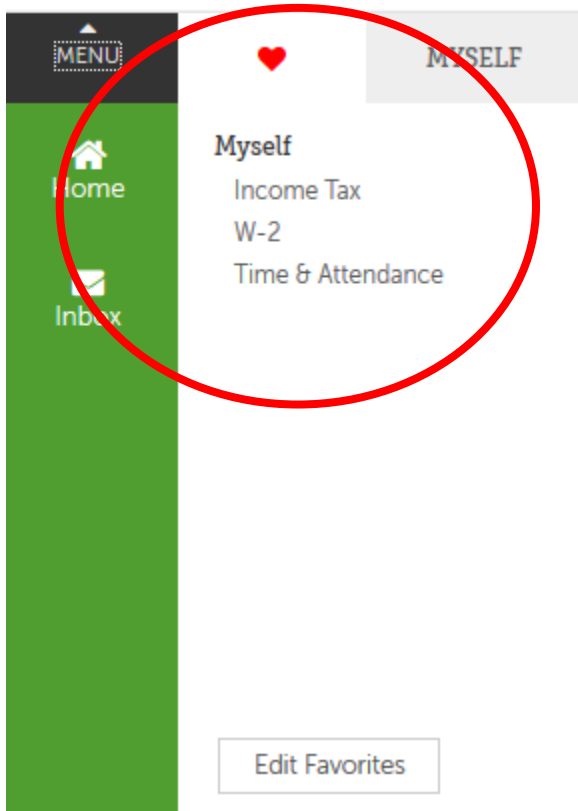 MENU
MYSELF
Home
Inbox
Myself
Income Tax
W-2
Time & Attendance
Edit Favorites